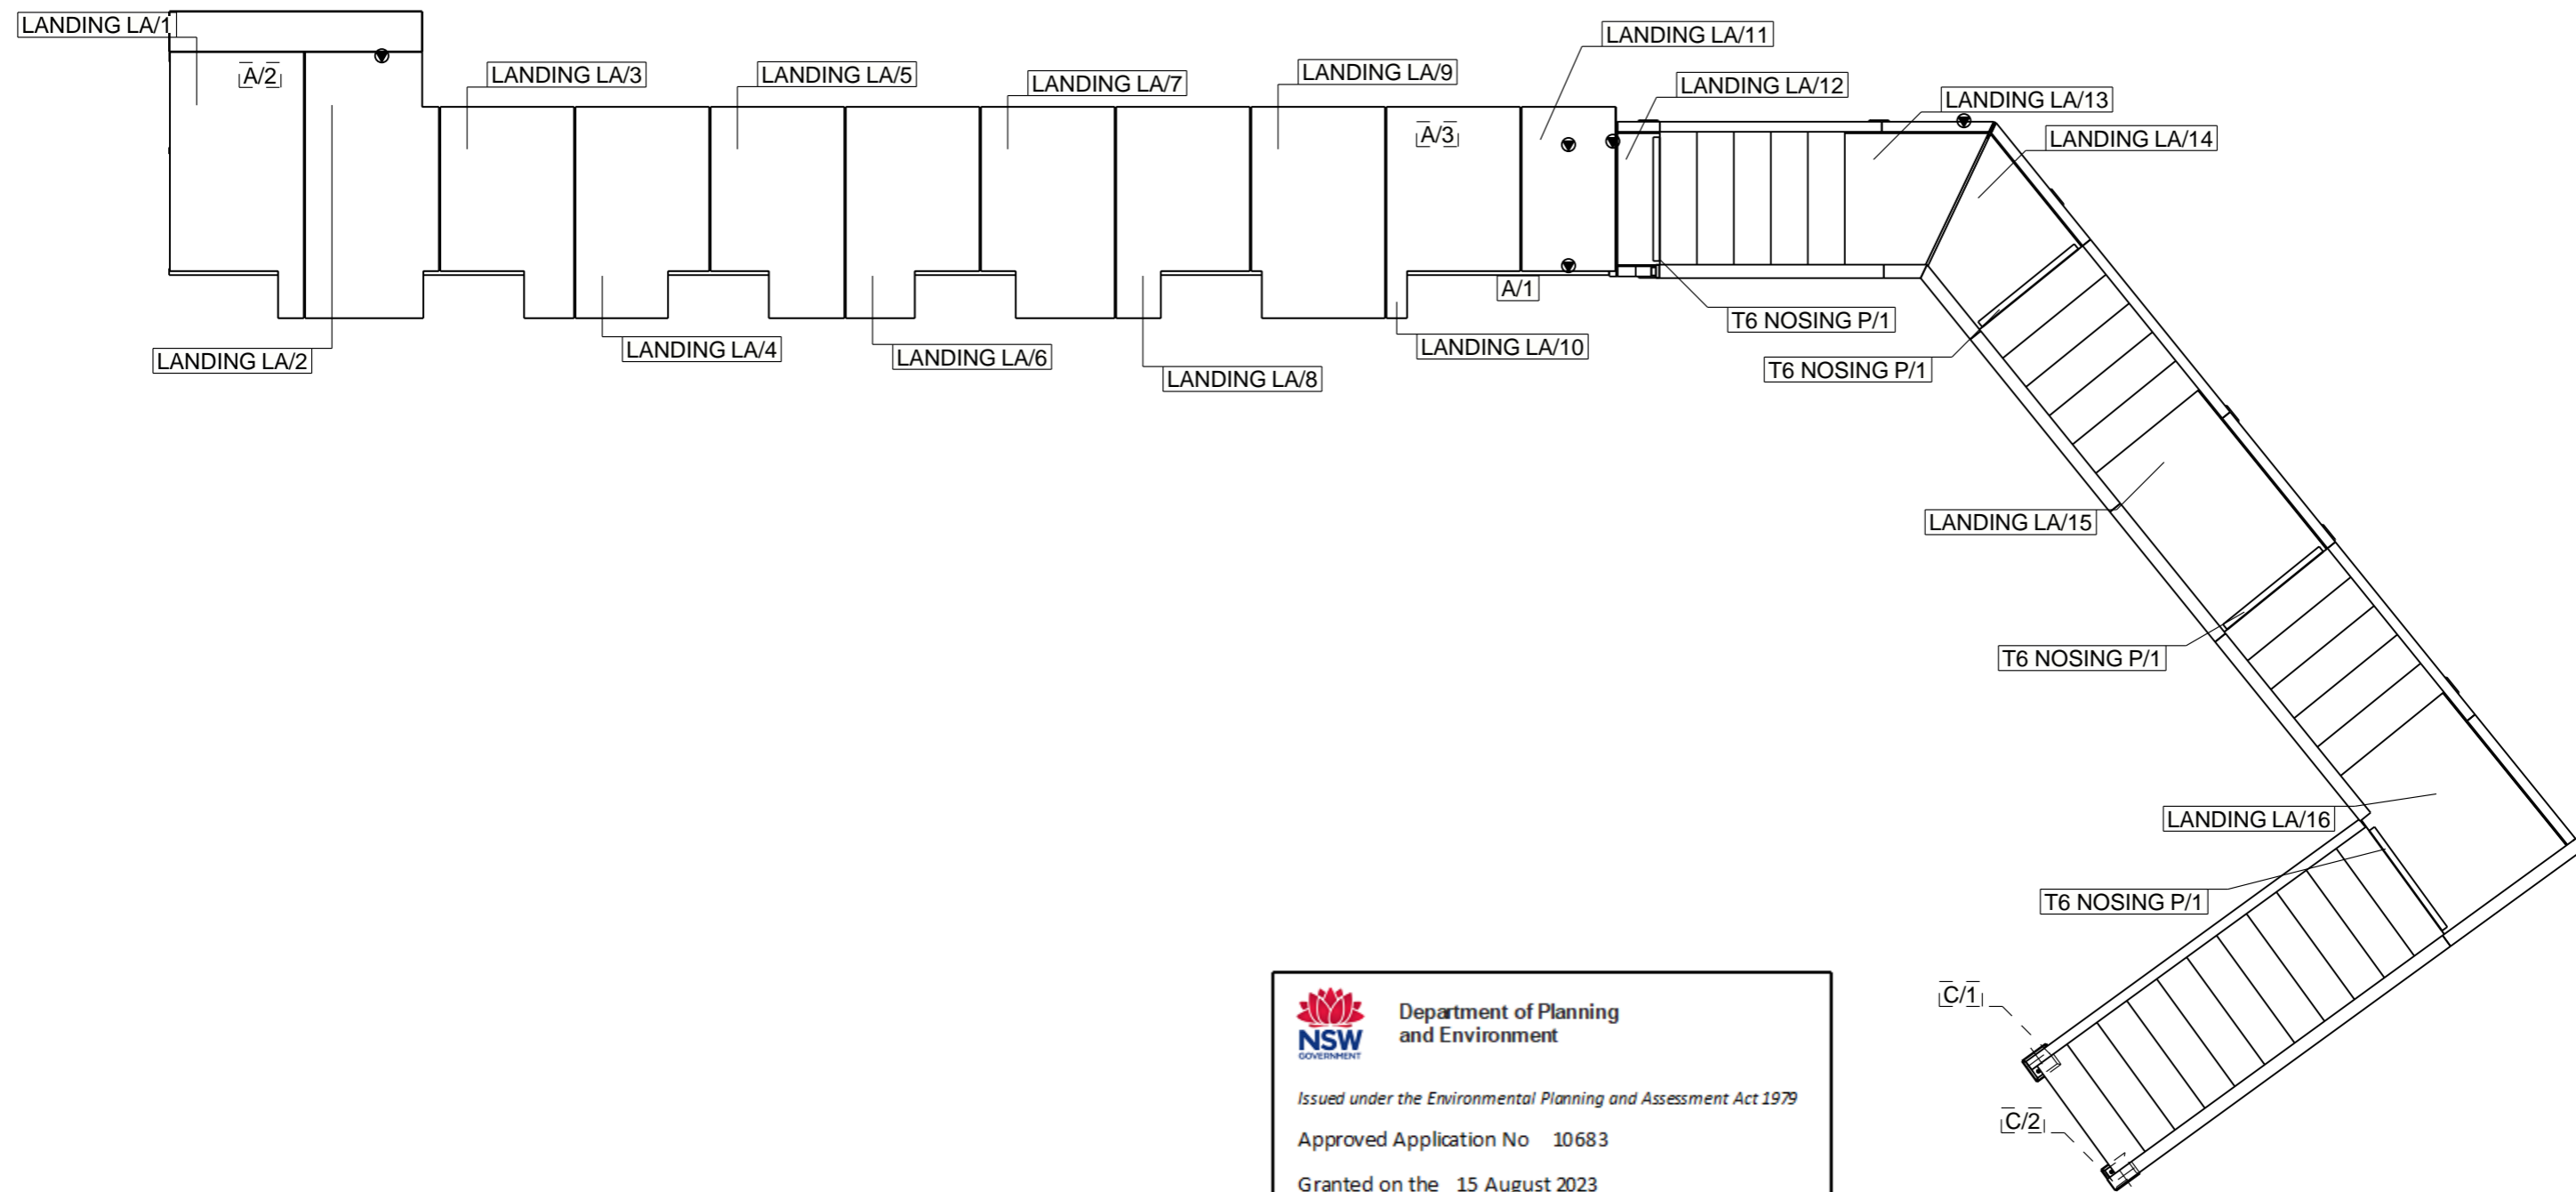 LANDING LA/1
LANDING LA/11
LANDING LA/9
LANDING LA/3
LANDING LA/5
A/2
LANDING LA/7
LANDING LA/12
LANDING LA/13
A/3
LANDING LA/14
A/1
T6 NOSING P/1
LANDING LA/10
LANDING LA/4
LANDING LA/6
LANDING LA/2
T6 NOSING P/1
LANDING LA/8
LANDING LA/15
T6 NOSING P/1
LANDING LA/16
T6 NOSING P/1
C/1
C/2
Department of Planning
and Environment
NSW
GOVERNMENT
Issued under the Environmental Planning and Assessment Act 1979
Approved Application No 10683
Granted on the 15 August 2023